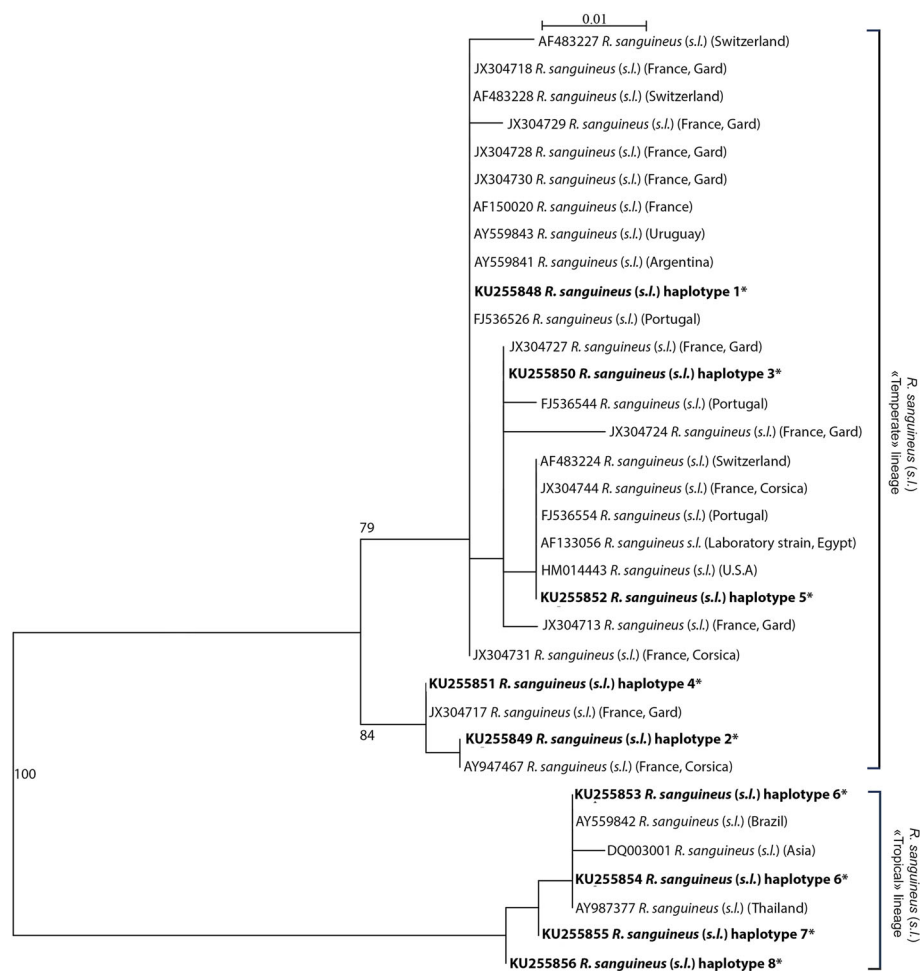 0.01
AF483227 R. sanguineus (s.l.) (Switzerland)
JX304718 R. sanguineus (s.l.) (France, Gard)
AF483228 R. sanguineus (s.l.) (Switzerland)
JX304729 R. sanguineus (s.l.) (France, Gard)
JX304728 R. sanguineus (s.l.) (France, Gard)
JX304730 R. sanguineus (s.l.) (France, Gard)
AF150020 R. sanguineus (s.l.) (France)
AY559843 R. sanguineus (s.l.) (Uruguay)
AY559841 R. sanguineus (s.l.) (Argentina)
KU255848 R. sanguineus (s.l.) haplotype 1*
FJ536526 R. sanguineus (s.l.) (Portugal)
JX304727 R. sanguineus (s.l.) (France, Gard)
KU255850 R. sanguineus (s.l.) haplotype 3*
FJ536544 R. sanguineus (s.l.) (Portugal)
JX304724 R. sanguineus (s.l.) (France, Gard)
AF483224 R. sanguineus (s.l.) (Switzerland)
JX304744 R. sanguineus (s.l.) (France, Corsica)
FJ536554 R. sanguineus (s.l.) (Portugal)
AF133056 R. sanguineus s.l. (Laboratory strain, Egypt)
HM014443 R. sanguineus (s.l.) (U.S.A)
KU255852 R. sanguineus (s.l.) haplotype 5*
JX304713 R. sanguineus (s.l.) (France, Gard)
JX304731 R. sanguineus (s.l.) (France, Corsica)
KU255851 R. sanguineus (s.l.) haplotype 4*
JX304717 R. sanguineus (s.l.) (France, Gard)
KU255849 R. sanguineus (s.l.) haplotype 2*
AY947467 R. sanguineus (s.l.) (France, Corsica)
KU255853 R. sanguineus (s.l.) haplotype 6*
AY559842 R. sanguineus (s.l.) (Brazil)
DQ003001 R. sanguineus (s.l.) (Asia)
KU255854 R. sanguineus (s.l.) haplotype 6*
AY987377 R. sanguineus (s.l.) (Thailand)
KU255855 R. sanguineus (s.l.) haplotype 7*
KU255856 R. sanguineus (s.l.) haplotype 8*
79
84
100
R. sanguineus (s.l.)
«Temperate» lineage
R. sanguineus (s.l.)
«Tropical» lineage